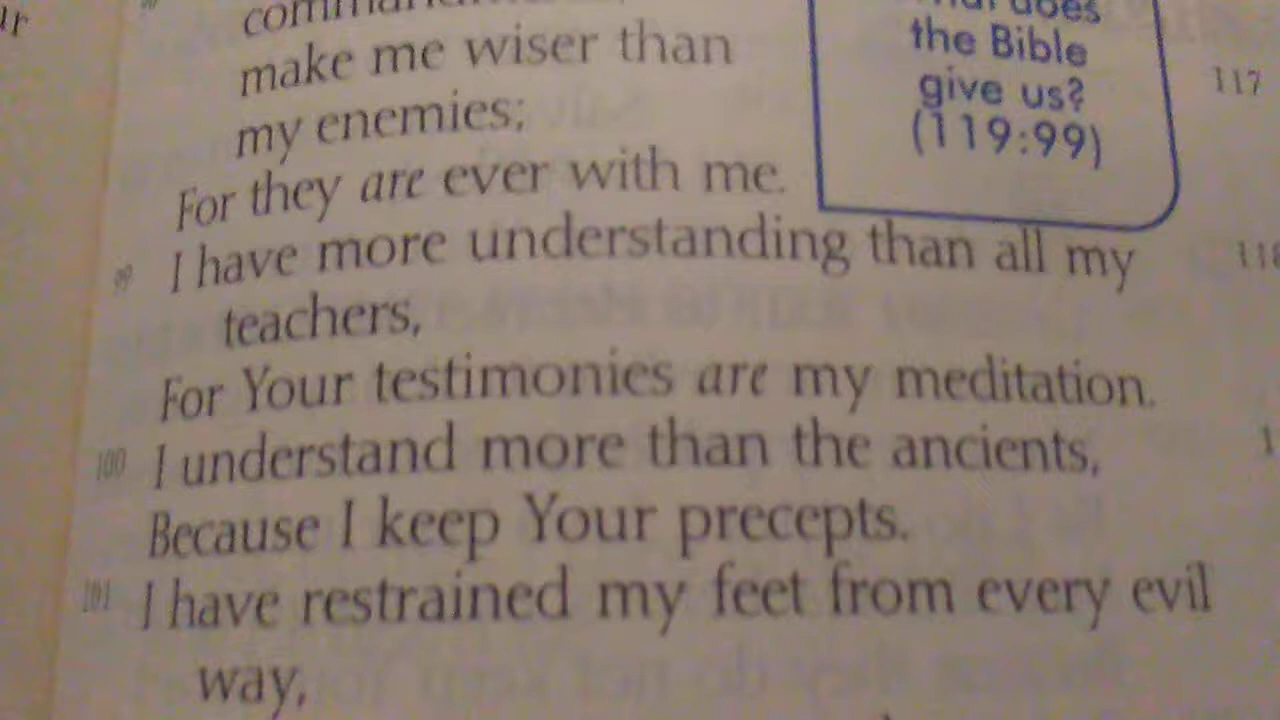 make me wiser than
my enemies;
For they are ever with me.
99 I have more understanding than all my
teachers,
For Your testimonies are my meditation.
100 I understand more than the ancients,
Because I keep Your precepts.
101 I have restrained my feet from every evil
way,
does
the Bible
give us?
(119:99)
117